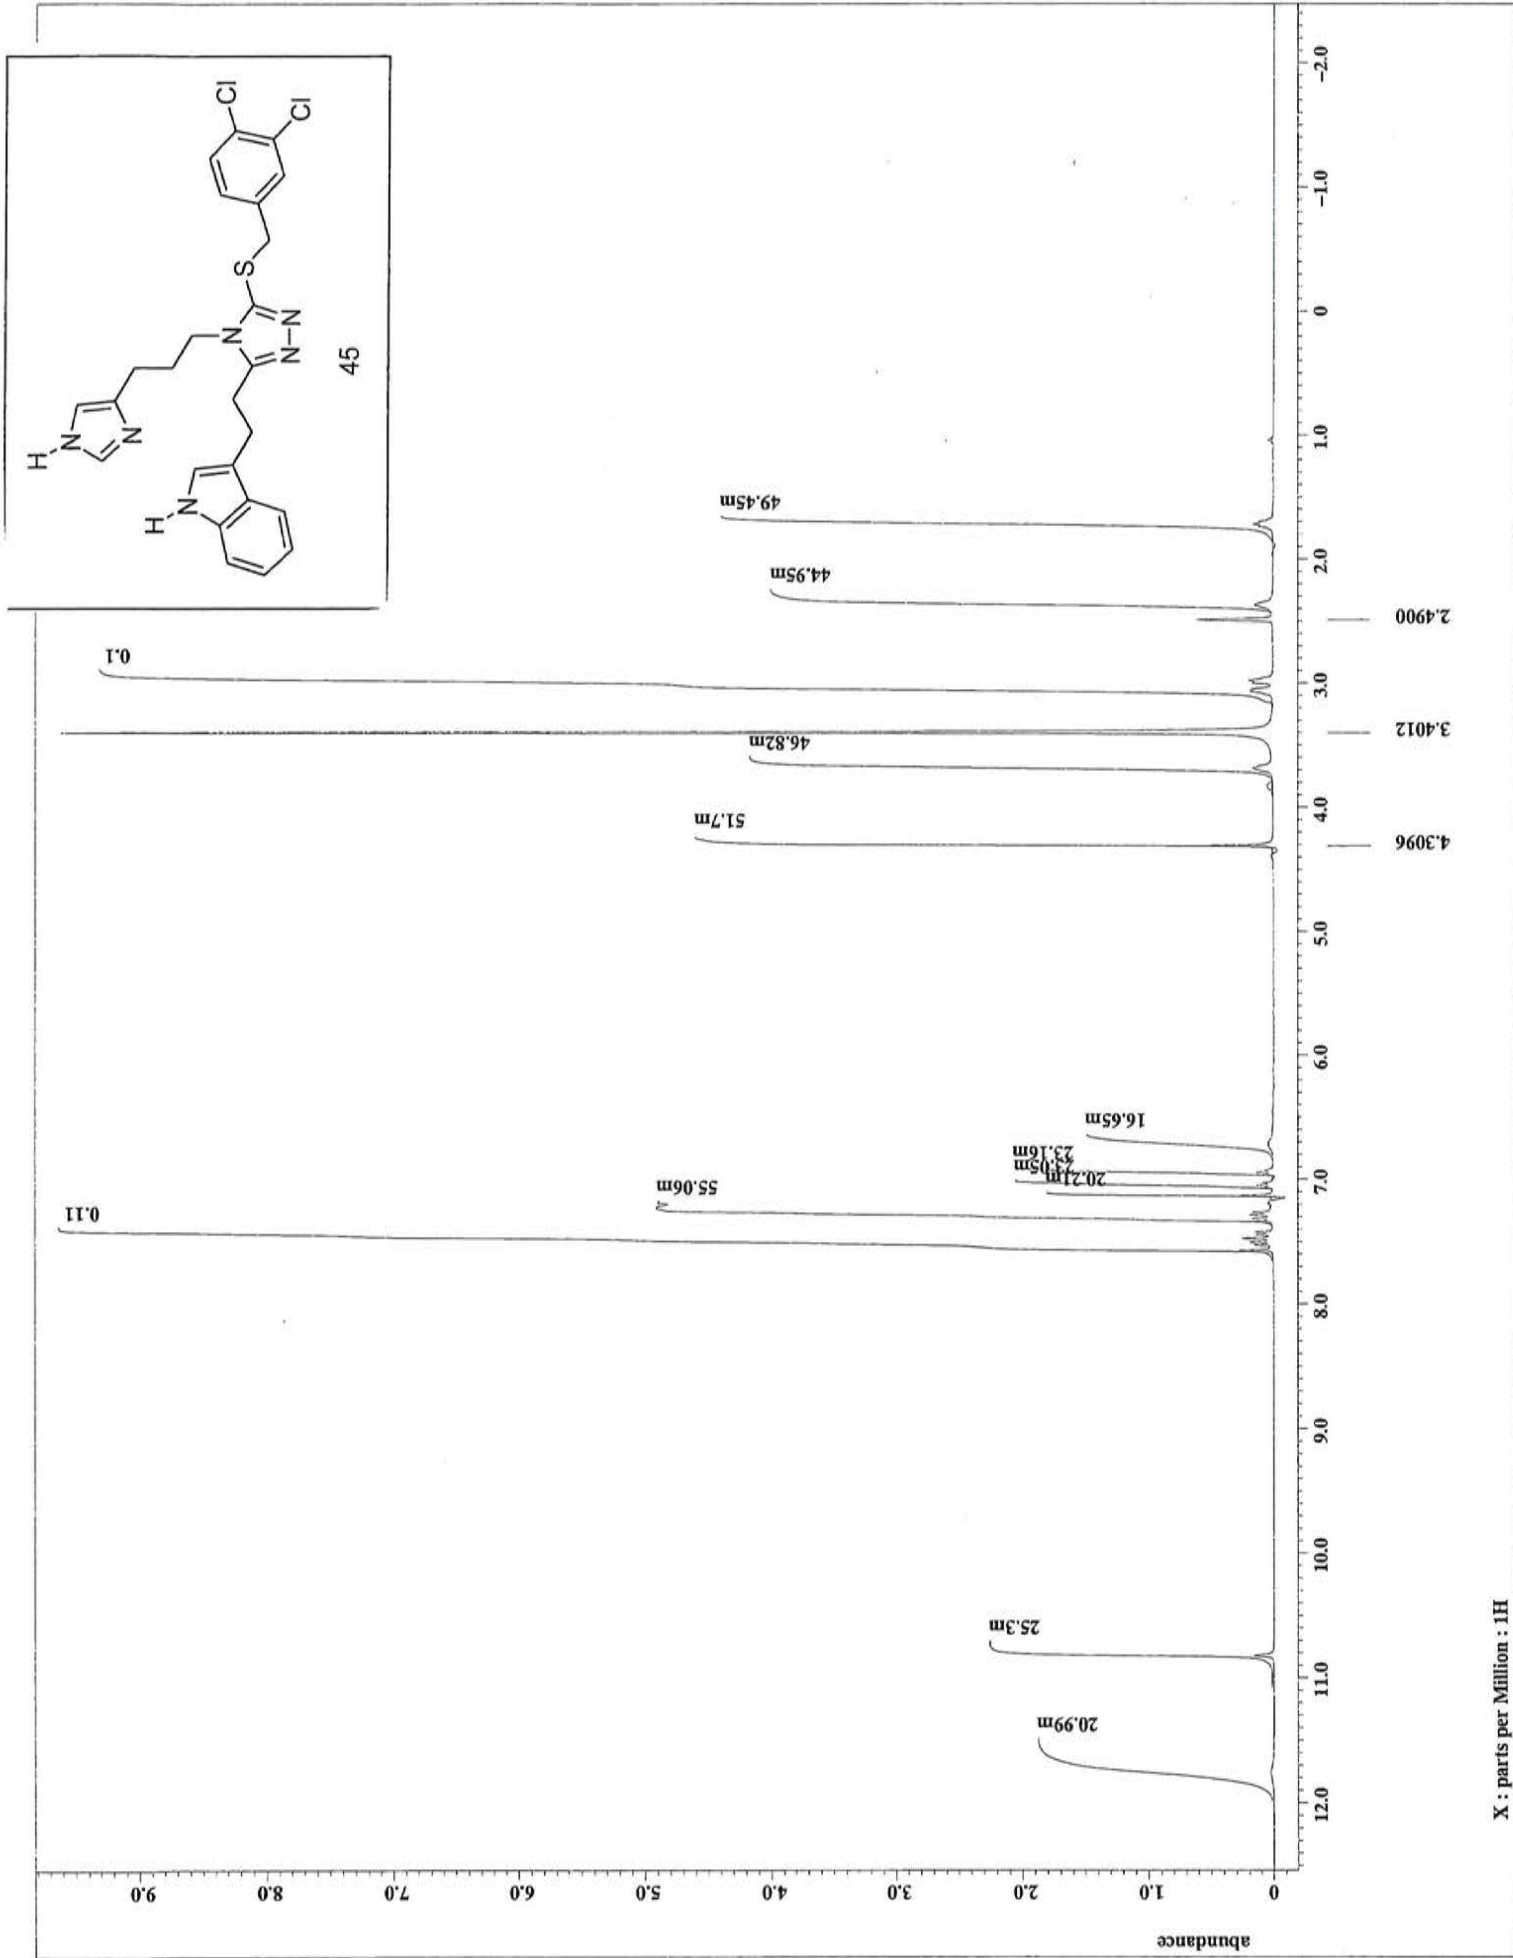 H
N
N
H
N
N
N—N
S
Cl
Cl
45
0.11
0.1
55.06m
51.7m
49.45m
46.82m
44.95m
25.3m
23.16m
23.05m
20.99m
20.21m
16.65m
abundance
0 1.0 2.0 3.0 4.0 5.0 6.0 7.0 8.0 9.0
12.0 11.0 10.0 9.0 8.0 7.0 6.0 5.0 4.0 3.0 2.0 1.0 0 −1.0 −2.0
4.3096
3.4012
2.4900
X : parts per Million : 1H